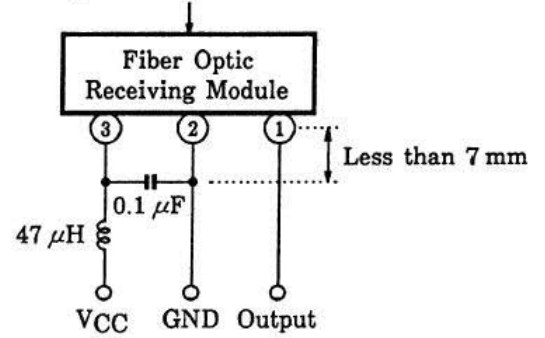 Fiber Optic
Receiving Module
3 2 1
Less than 7 mm
0.1 μF
47 μH
VCC GND Output